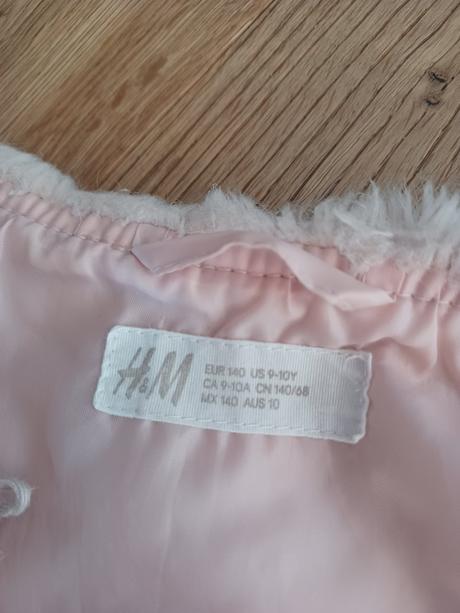 H&M
EUR 140 US 9-10Y
CA 9-10A CN 140/68
MX 140 AUS 10